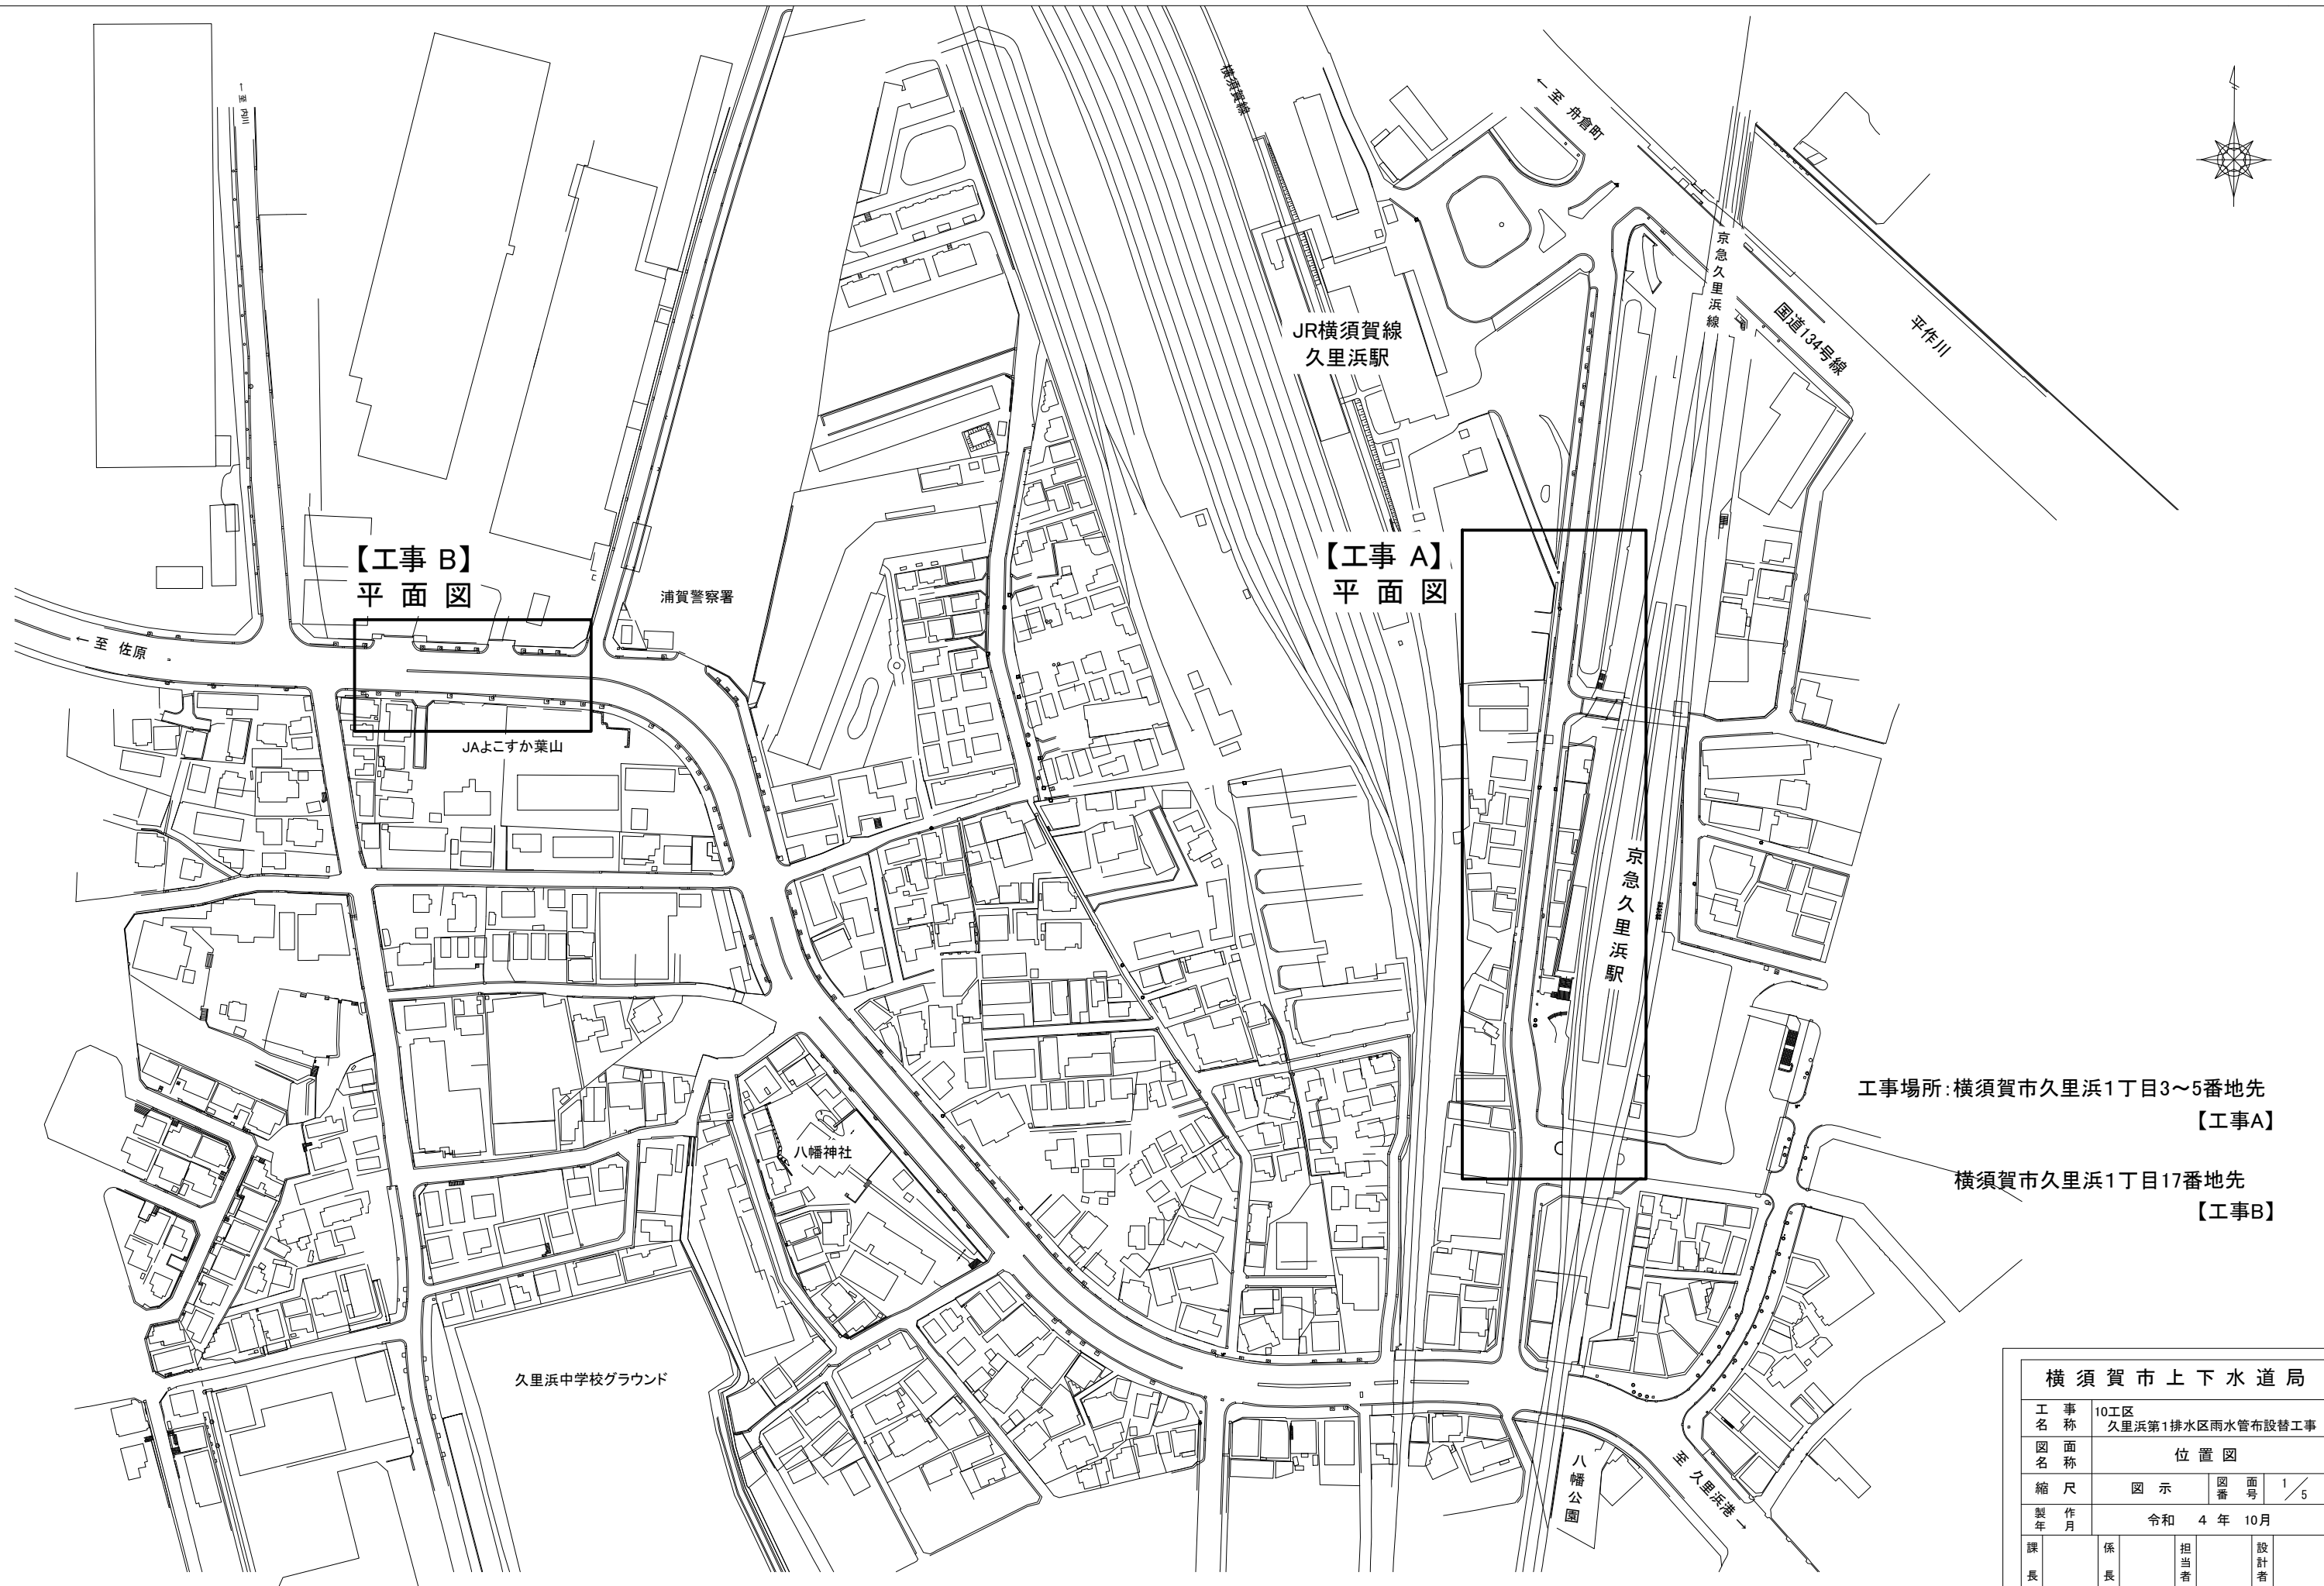 ←至 内川
横須賀線
←至 舟倉町
京急久里浜線
国道134号線
平作川
JR横須賀線
久里浜駅
【工事 B】
平 面 図
浦賀警察署
【工事 A】
平 面 図
←至 佐原
JAよこすか葉山
京急久里浜駅
工事場所:横須賀市久里浜1丁目3～5番地先
【工事A】
八幡神社
横須賀市久里浜1丁目17番地先
【工事B】
久里浜中学校グラウンド
八幡公園
至 久里浜港→
横須賀市上下水道局
工事名称
10工区
久里浜第1排水区雨水管布設替工事
図面名称
位置図
縮尺
図示
図面番号
1/5
製作年月
令和 4年 10月
課長
係長
担当者
設計者